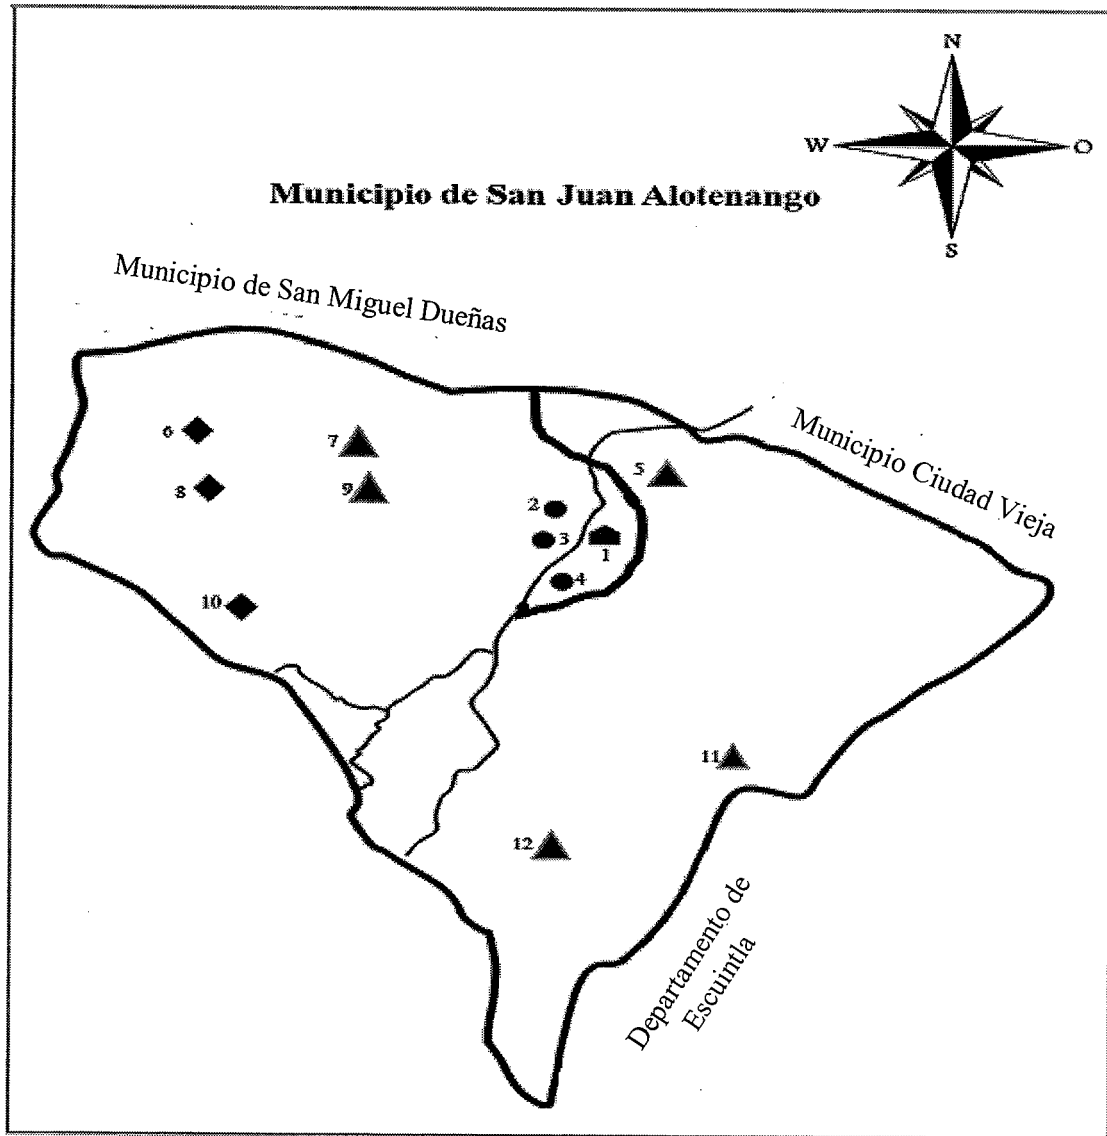 N
W O
S
Municipio de San Juan Alotenango
Municipio de San Miguel Dueñas
Municipio Ciudad Vieja
6
7
5
8
9
2
3
1
4
10
11
12
Departamento de
Escuintla